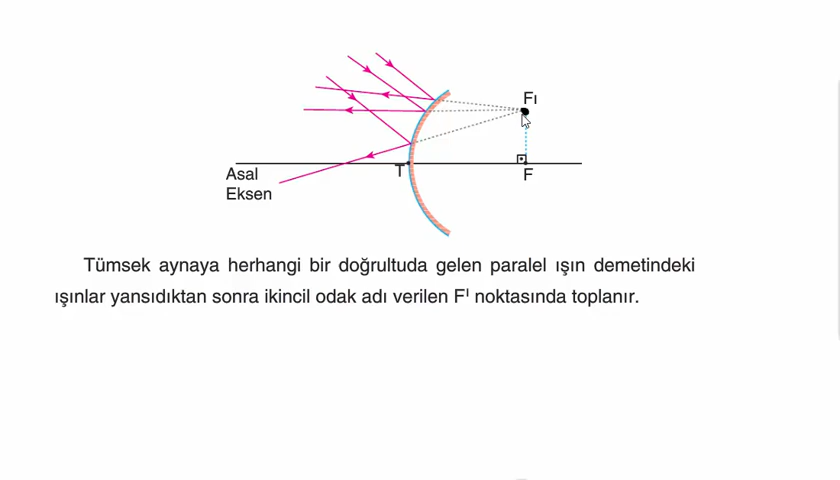 Fı
Asal
Eksen
T
F
Tümsek aynaya herhangi bir doğrultuda gelen paralel ışın demetindeki
ışınlar yansıdıktan sonra ikincil odak adı verilen Fᴵ noktasında toplanır.